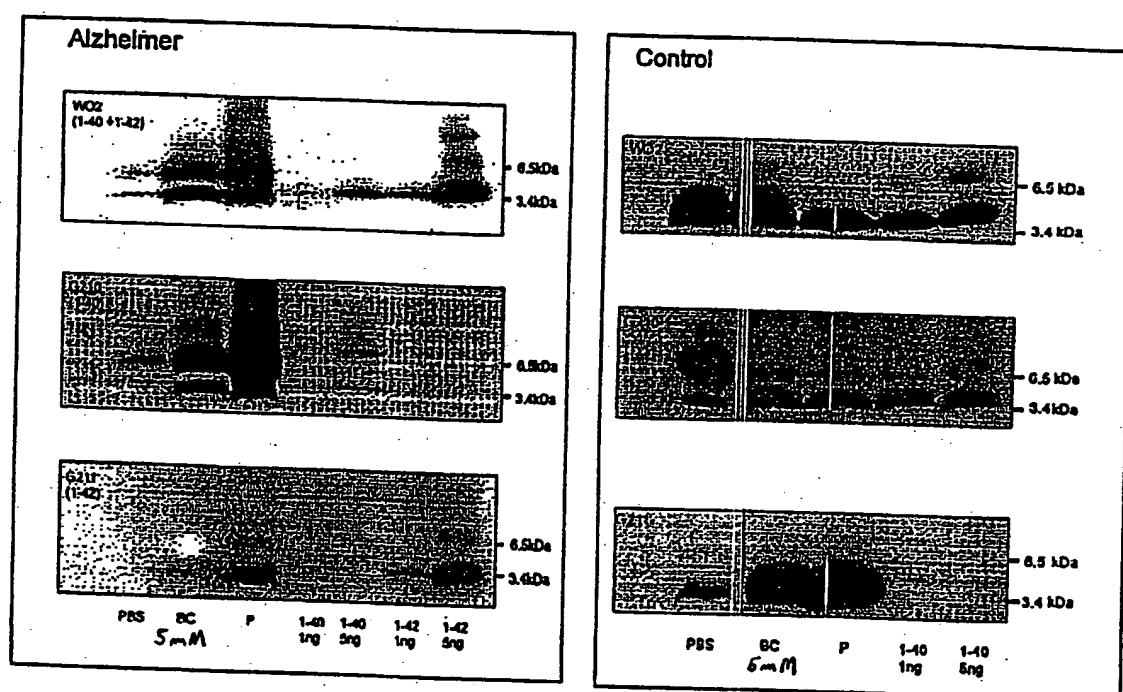 Alzheimer
WO2
(1-40 +1-42)
6.5kDa
3.4kDa
G210
6.5kDa
3.4kDa
G211
(1-42)
6.5kDa
3.4kDa
PBS BC P 1-40 1-40 1-42 1-42
5mM 1ng 5ng 1ng 5ng
Control
6.5 kDa
3.4 kDa
6.5 kDa
3.4kDa
6.5 kDa
3.4 kDa
PBS BC P 1-40 1-40
5mM 1ng 5ng